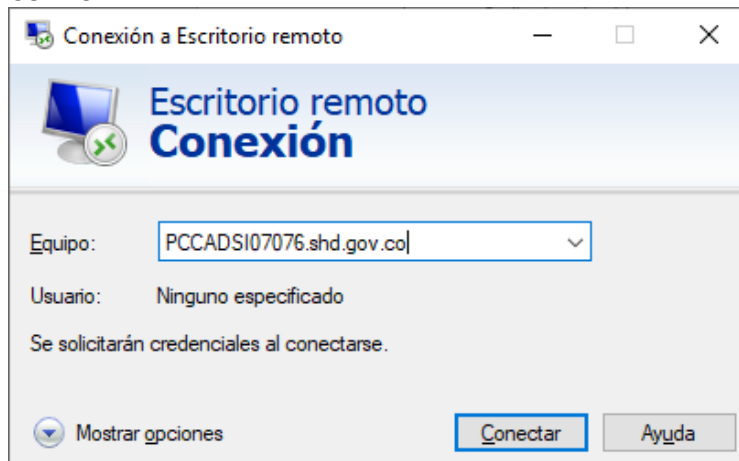 Conexión a Escritorio remoto
Escritorio remoto
Conexión
Equipo: PCCADSI07076.shd.gov.co
Usuario: Ninguno especificado
Se solicitarán credenciales al conectarse.
Mostrar opciones Conectar Ayuda